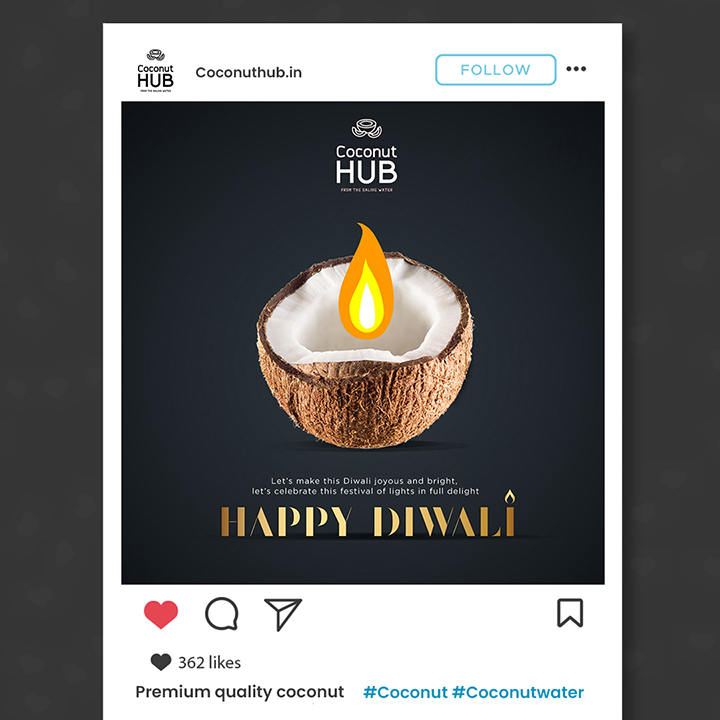 Coconut
HUB
FROM THE SALINE WATER
Coconuthub.in
FOLLOW
Coconut
HUB
FROM THE SALINE WATER
Let's make this Diwali joyous and bright,
let's celebrate this festival of lights in full delight
HAPPY DIWALi
362 likes
Premium quality coconut #Coconut #Coconutwater